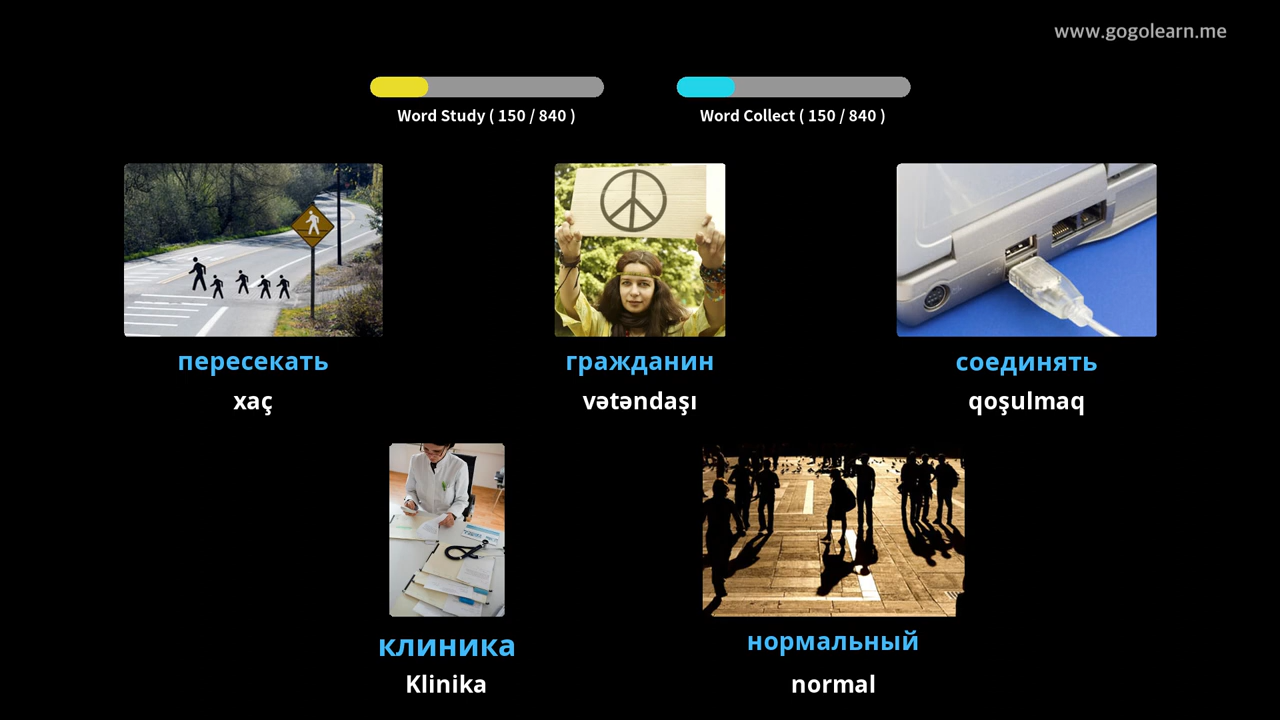 www.gogolearn.me
Word Study ( 150 / 840 )
Word Collect ( 150 / 840 )
пересекать
xaç
гражданин
vətəndaşı
соединять
qoşulmaq
клиника
Klinika
нормальный
normal